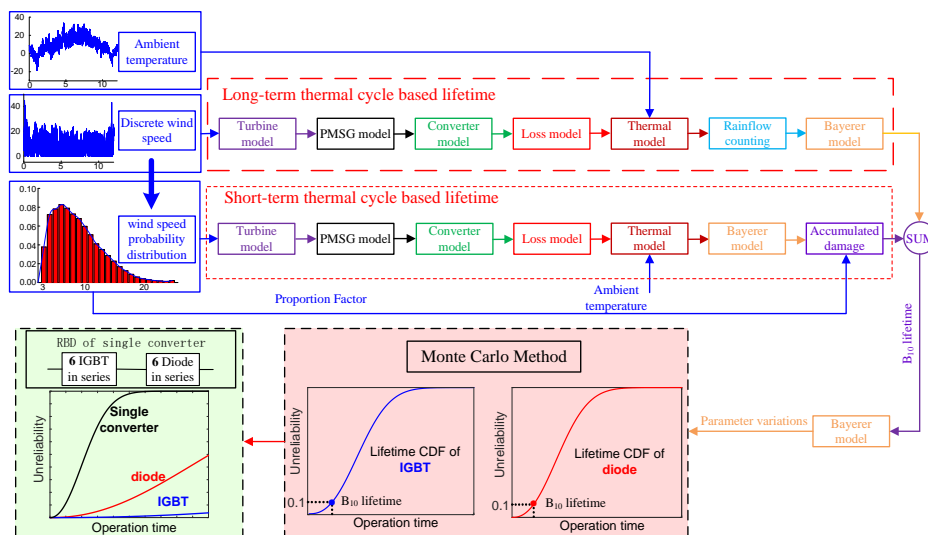 40
20
0
-20
0
5
10
Ambient
temperature
40
20
0
0
5
10
Discrete wind
speed
0.10
0.08
0.06
0.04
0.02
0.00
3
10
20
wind speed
probability
distribution
Long-term thermal cycle based lifetime
Turbine
model
PMSG model
Converter
model
Loss model
Thermal
model
Rainflow
counting
Bayerer
model
Short-term thermal cycle based lifetime
Turbine
model
PMSG model
Converter
model
Loss model
Thermal
model
Bayerer
model
Accumulated
damage
SUM
Proportion Factor
Ambient
temperature
B10 lifetime
Bayerer
model
Parameter variations
Monte Carlo Method
Unreliability
0.1
Lifetime CDF of
IGBT
B10 lifetime
Operation time
Unreliability
0.1
Lifetime CDF of
diode
B10 lifetime
Operation time
RBD of single converter
6 IGBT
in series
6 Diode
in series
Unreliability
Single
converter
diode
IGBT
Operation time